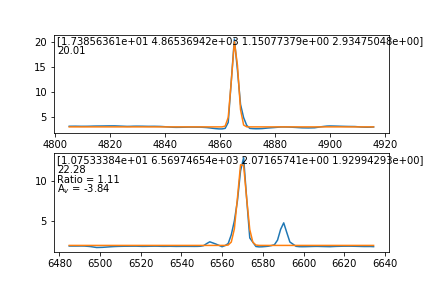 [1.73856361e+01 4.86536942e+03 1.15077379e+00 2.93475048e+00]
20.01
20
15
10
5
4800 4820 4840 4860 4880 4900 4920
[1.07533384e+01 6.56974654e+03 2.07165741e+00 1.92994293e+00]
22.28
Ratio = 1.11
Aᵥ = -3.84
10
5
6480 6500 6520 6540 6560 6580 6600 6620 6640